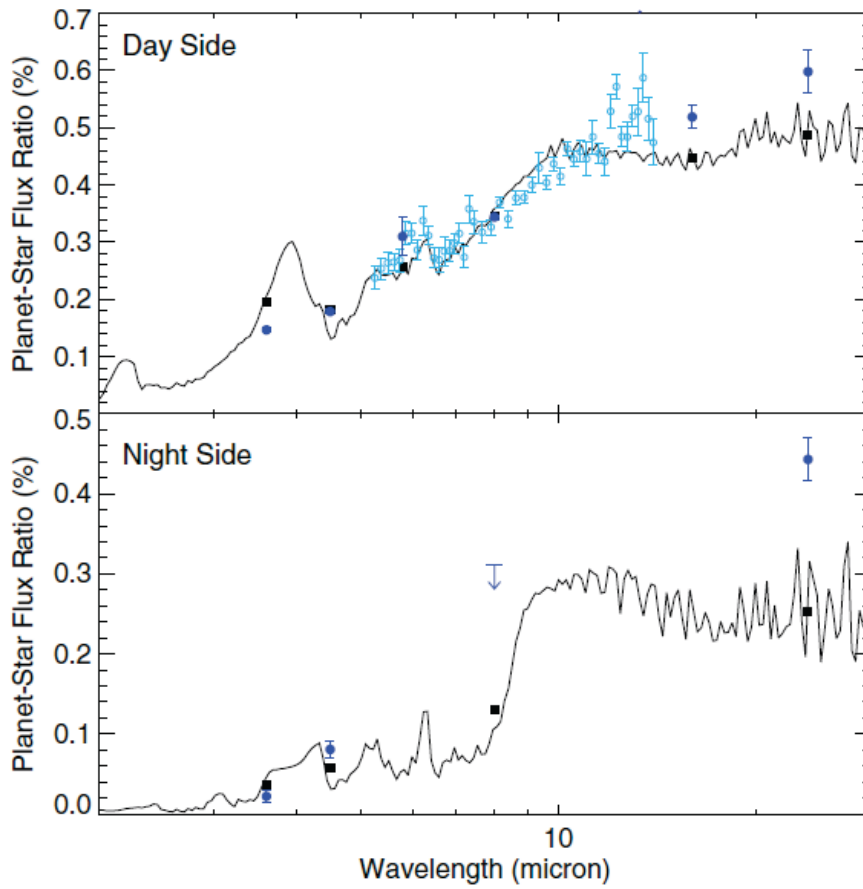 0.7
Day Side
0.6
0.5
0.4
0.3
0.2
0.1
Planet-Star Flux Ratio (%)
0.5
Night Side
0.4
0.3
0.2
0.1
0.0
Planet-Star Flux Ratio (%)
10
Wavelength (micron)